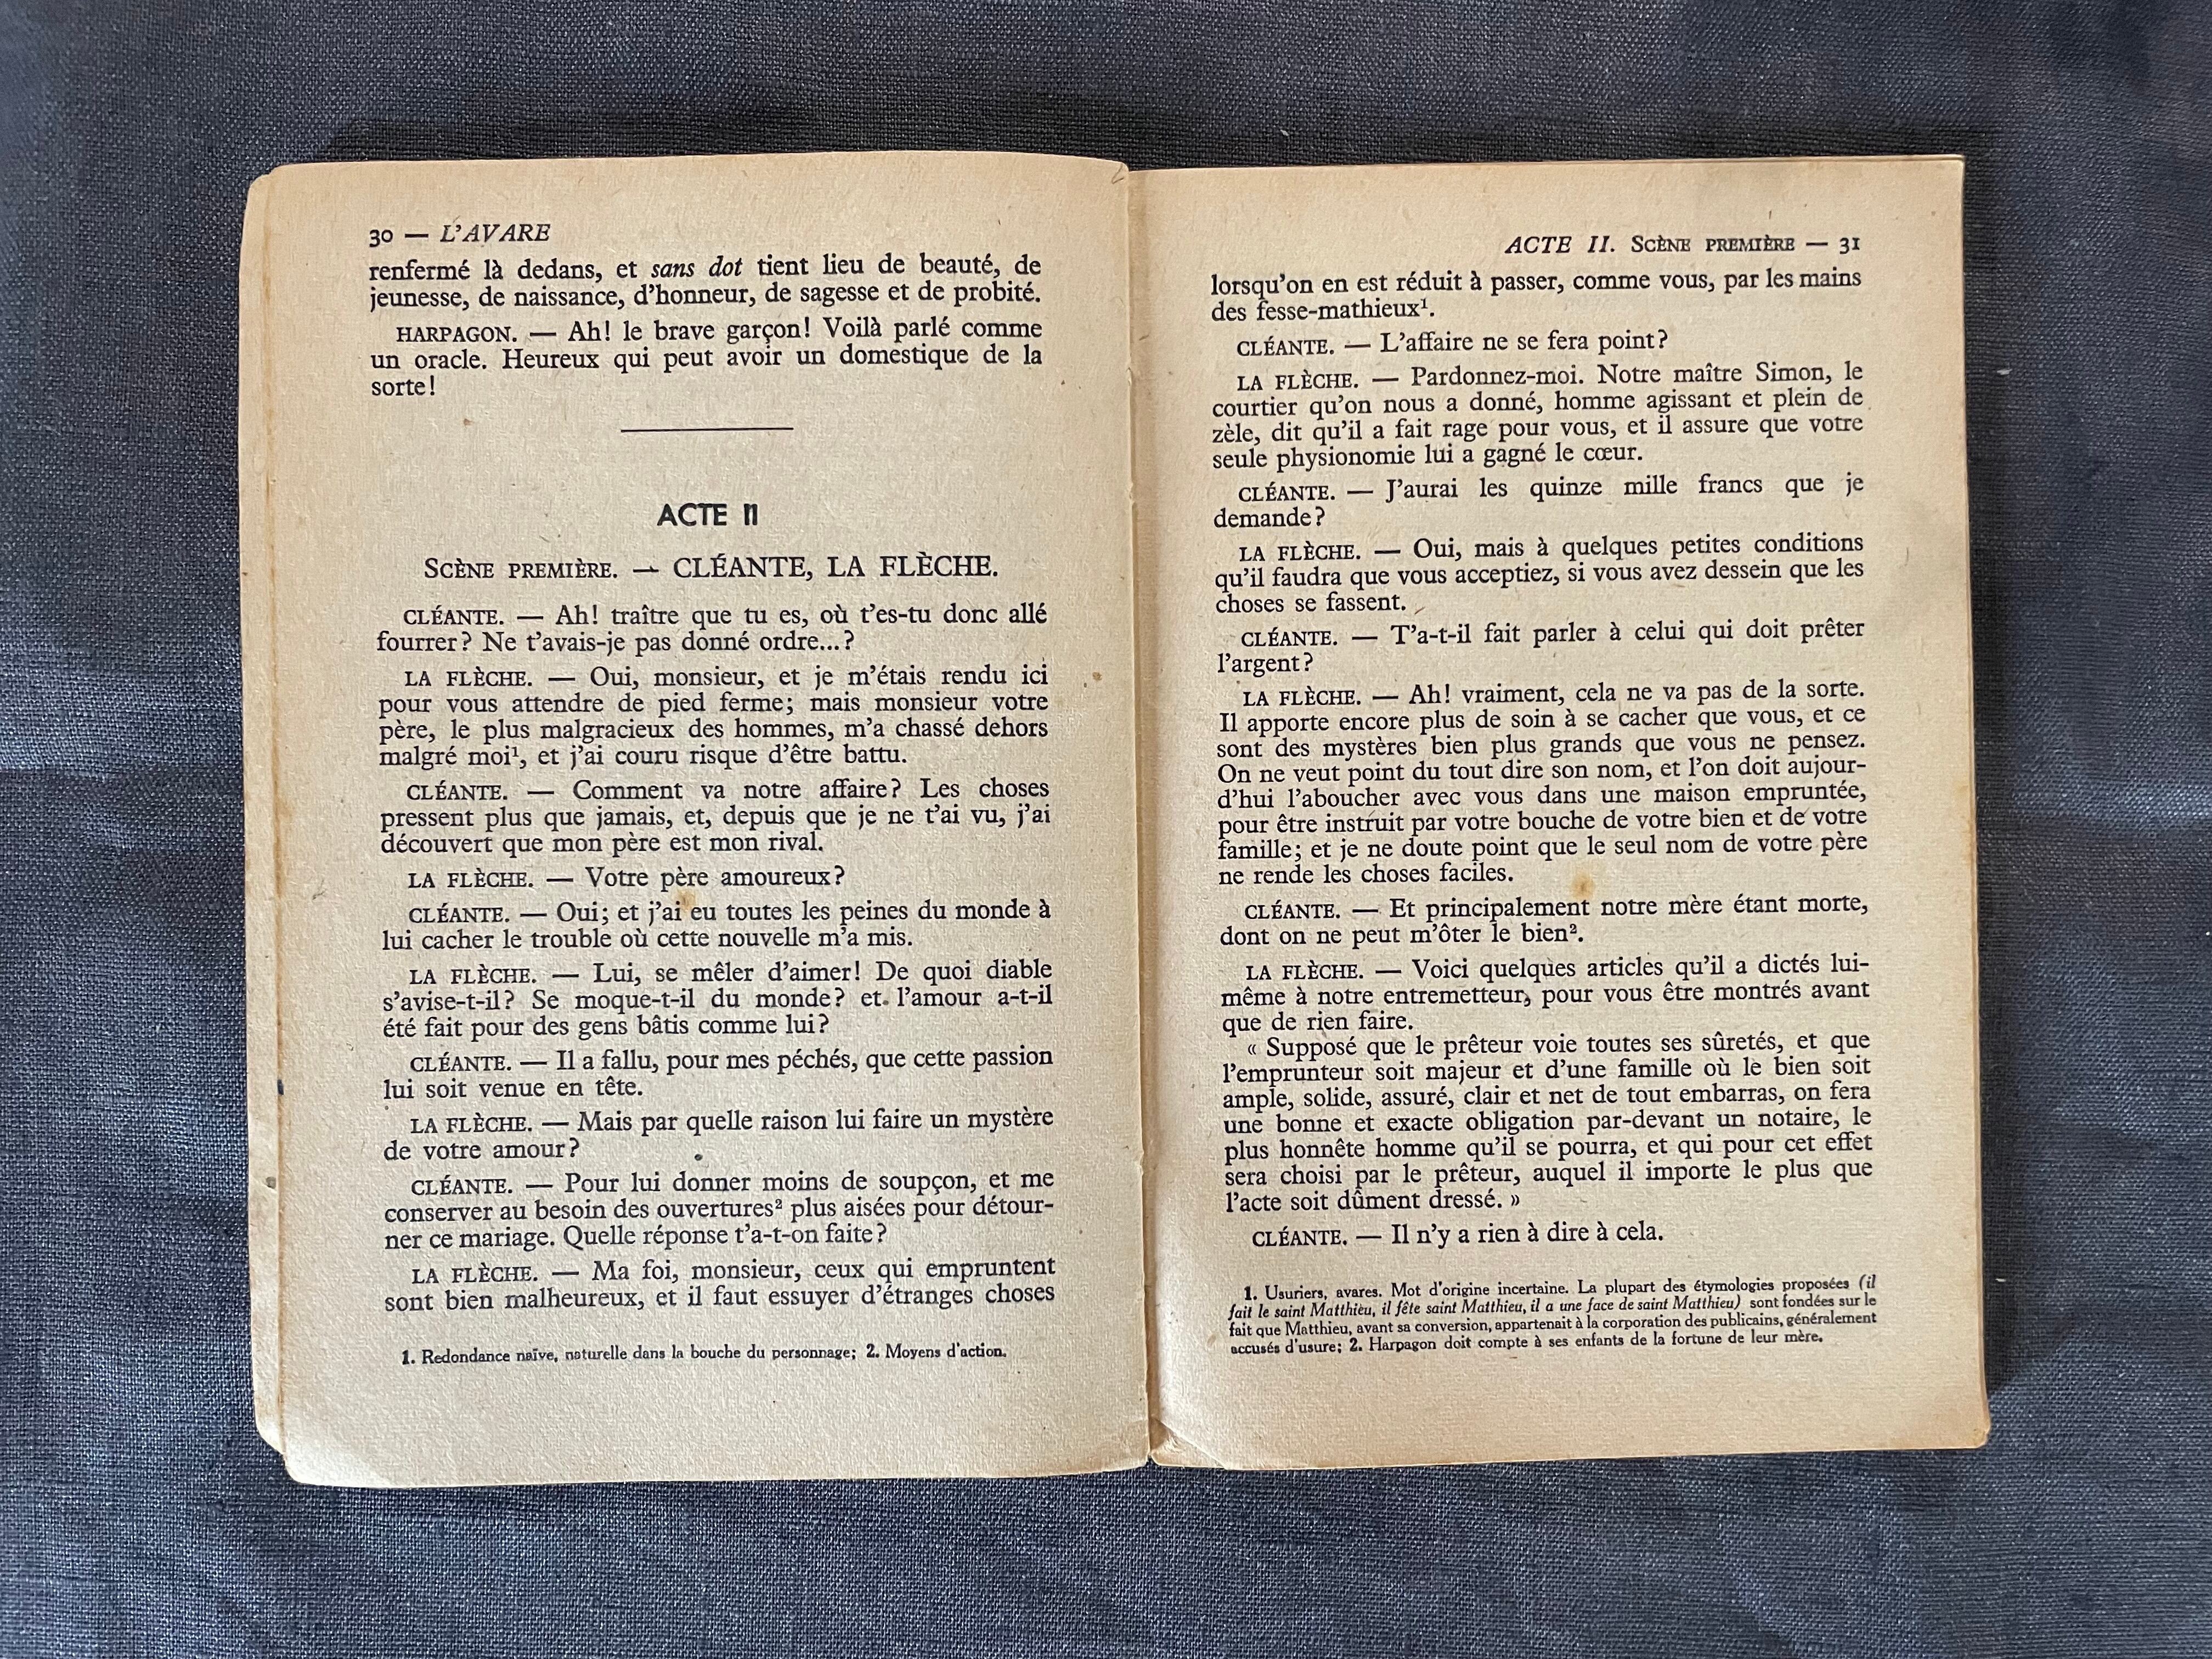 30 — L'AVARE
renfermé là dedans, et sans dot tient lieu de beauté, de
jeunesse, de naissance, d'honneur, de sagesse et de probité.
HARPAGON. — Ah! le brave garçon! Voilà parlé comme
un oracle. Heureux qui peut avoir un domestique de la
sorte!
ACTE II
SCÈNE PREMIÈRE. — CLÉANTE, LA FLÈCHE.
CLÉANTE. — Ah! traître que tu es, où t'es-tu donc allé
fourrer? Ne t'avais-je pas donné ordre...?
LA FLÈCHE. — Oui, monsieur, et je m'étais rendu ici
pour vous attendre de pied ferme; mais monsieur votre
père, le plus malgracieux des hommes, m'a chassé dehors
malgré moi¹, et j'ai couru risque d'être battu.
CLÉANTE. — Comment va notre affaire? Les choses
pressent plus que jamais, et, depuis que je ne t'ai vu, j'ai
découvert que mon père est mon rival.
LA FLÈCHE. — Votre père amoureux?
CLÉANTE. — Oui; et j'ai eu toutes les peines du monde à
lui cacher le trouble où cette nouvelle m'a mis.
LA FLÈCHE. — Lui, se mêler d'aimer! De quoi diable
s'avise-t-il? Se moque-t-il du monde? et l'amour a-t-il
été fait pour des gens bâtis comme lui?
CLÉANTE. — Il a fallu, pour mes péchés, que cette passion
lui soit venue en tête.
LA FLÈCHE. — Mais par quelle raison lui faire un mystère
de votre amour?
CLÉANTE. — Pour lui donner moins de soupçon, et me
conserver au besoin des ouvertures² plus aisées pour détour-
ner ce mariage. Quelle réponse t'a-t-on faite?
LA FLÈCHE. — Ma foi, monsieur, ceux qui empruntent
sont bien malheureux, et il faut essuyer d'étranges choses
1. Redondance naïve, naturelle dans la bouche du personnage; 2. Moyens d'action.
ACTE II. SCÈNE PREMIÈRE — 31
lorsqu'on en est réduit à passer, comme vous, par les mains
des fesse-mathieux¹.
CLÉANTE. — L'affaire ne se fera point?
LA FLÈCHE. — Pardonnez-moi. Notre maître Simon, le
courtier qu'on nous a donné, homme agissant et plein de
zèle, dit qu'il a fait rage pour vous, et il assure que votre
seule physionomie lui a gagné le cœur.
CLÉANTE. — J'aurai les quinze mille francs que je
demande?
LA FLÈCHE. — Oui, mais à quelques petites conditions
qu'il faudra que vous acceptiez, si vous avez dessein que les
choses se fassent.
CLÉANTE. — T'a-t-il fait parler à celui qui doit prêter
l'argent?
LA FLÈCHE. — Ah! vraiment, cela ne va pas de la sorte.
Il apporte encore plus de soin à se cacher que vous, et ce
sont des mystères bien plus grands que vous ne pensez.
On ne veut point du tout dire son nom, et l'on doit aujour-
d'hui l'aboucher avec vous dans une maison empruntée,
pour être instruit par votre bouche de votre bien et de votre
famille; et je ne doute point que le seul nom de votre père
ne rende les choses faciles.
CLÉANTE. — Et principalement notre mère étant morte,
dont on ne peut m'ôter le bien².
LA FLÈCHE. — Voici quelques articles qu'il a dictés lui-
même à notre entremetteur, pour vous être montrés avant
que de rien faire.
« Supposé que le prêteur voie toutes ses sûretés, et que
l'emprunteur soit majeur et d'une famille où le bien soit
ample, solide, assuré, clair et net de tout embarras, on fera
une bonne et exacte obligation par-devant un notaire, le
plus honnête homme qu'il se pourra, et qui pour cet effet
sera choisi par le prêteur, auquel il importe le plus que
l'acte soit dûment dressé. »
CLÉANTE. — Il n'y a rien à dire à cela.
1. Usuriers, avares. Mot d'origine incertaine. La plupart des étymologies proposées (il
fait le saint Matthieu, il fête saint Matthieu, il a une face de saint Matthieu) sont fondées sur le
fait que Matthieu, avant sa conversion, appartenait à la corporation des publicains, généralement
accusés d'usure; 2. Harpagon doit compte à ses enfants de la fortune de leur mère.